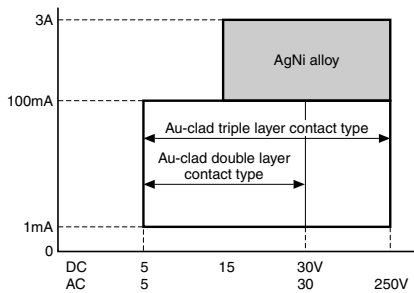 3A
AgNi alloy
100mA
Au-clad triple layer contact type
Au-clad double layer
contact type
1mA
0
DC 5 15 30V
AC 5 30 250V